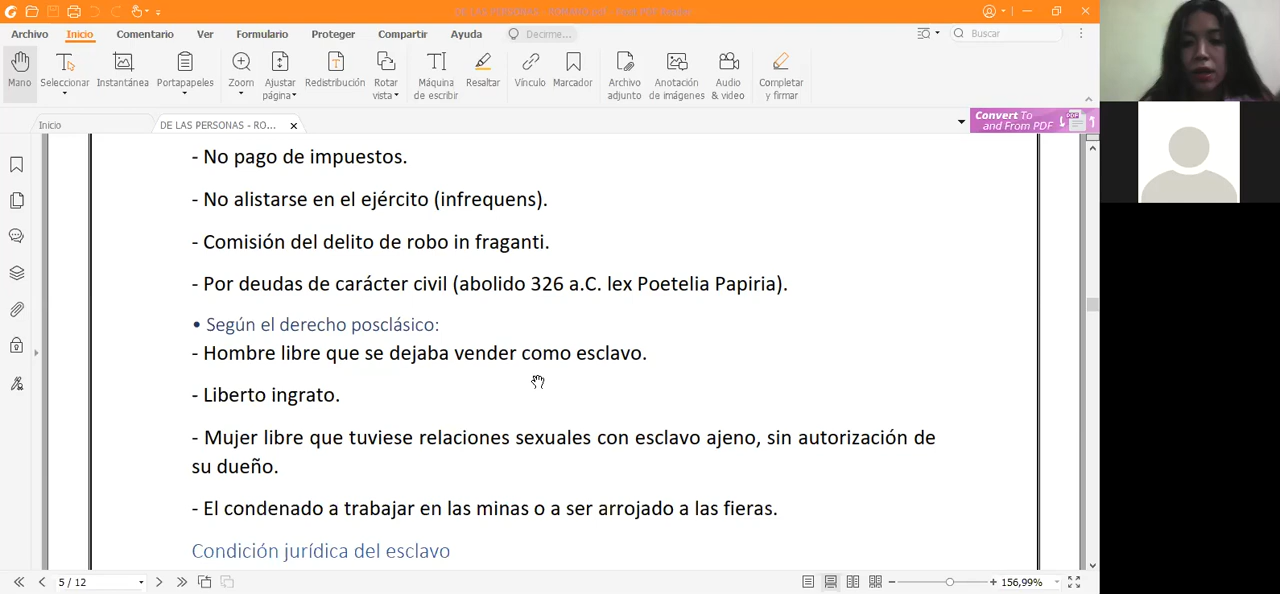 DE LAS PERSONAS - ROMANO
Archivo Inicio Comentario Ver Formulario Proteger Compartir Ayuda Decirme... Buscar
Mano Seleccionar Instantánea Portapapeles Zoom Ajustar página Redistribución Rotar vista Máquina de escribir Resaltar Vínculo Marcador Archivo adjunto Anotación de imágenes Audio & video Completar y firmar
Inicio DE LAS PERSONAS - RO... Convert To and From PDF
- No pago de impuestos.
- No alistarse en el ejército (infrequens).
- Comisión del delito de robo in fraganti.
- Por deudas de carácter civil (abolido 326 a.C. lex Poetelia Papiria).
• Según el derecho posclásico:
- Hombre libre que se dejaba vender como esclavo.
- Liberto ingrato.
- Mujer libre que tuviese relaciones sexuales con esclavo ajeno, sin autorización de
su dueño.
- El condenado a trabajar en las minas o a ser arrojado a las fieras.
Condición jurídica del esclavo
5 / 12 156,99%